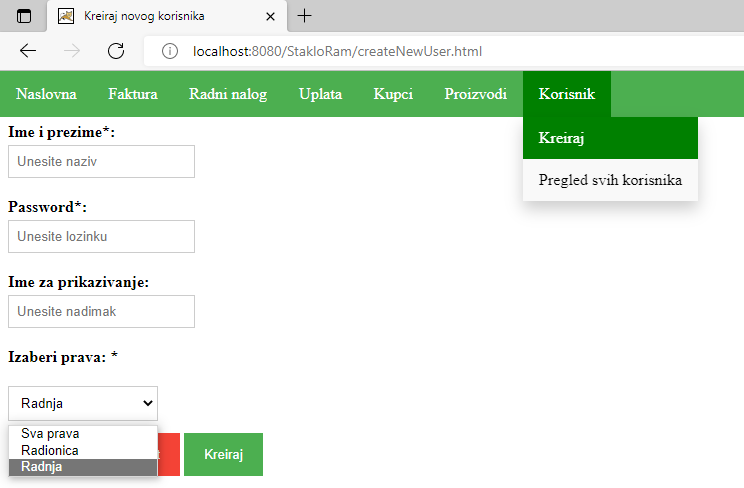 Kreiraj novog korisnika
localhost:8080/StakloRam/createNewUser.html
Naslovna Faktura Radni nalog Uplata Kupci Proizvodi Korisnik
Kreiraj
Pregled svih korisnika
Ime i prezime*:
Unesite naziv
Password*:
Unesite lozinku
Ime za prikazivanje:
Unesite nadimak
Izaberi prava: *
Radnja
Sva prava
Radionica
Radnja
Kreiraj